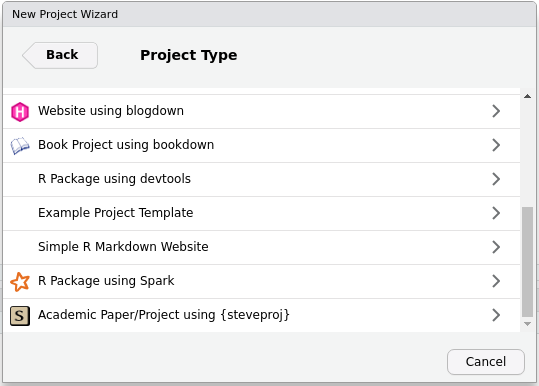 New Project Wizard
Back
Project Type
H
Website using blogdown
Book Project using bookdown
R Package using devtools
Example Project Template
Simple R Markdown Website
R Package using Spark
S
Academic Paper/Project using {steveproj}
Cancel